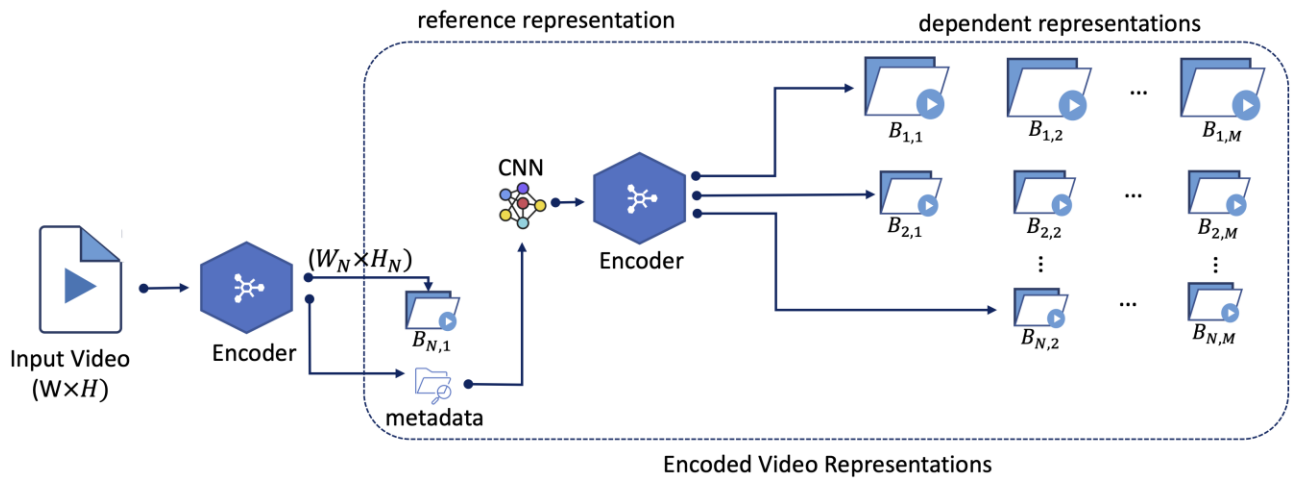 reference representation
dependent representations
B_{1,1}
B_{1,2}
...
B_{1,M}
CNN
Encoder
B_{2,1}
B_{2,2}
...
B_{2,M}
(W_N×H_N)
⋮
⋮
B_{N,1}
B_{N,2}
...
B_{N,M}
Input Video
(W×H)
Encoder
metadata
Encoded Video Representations